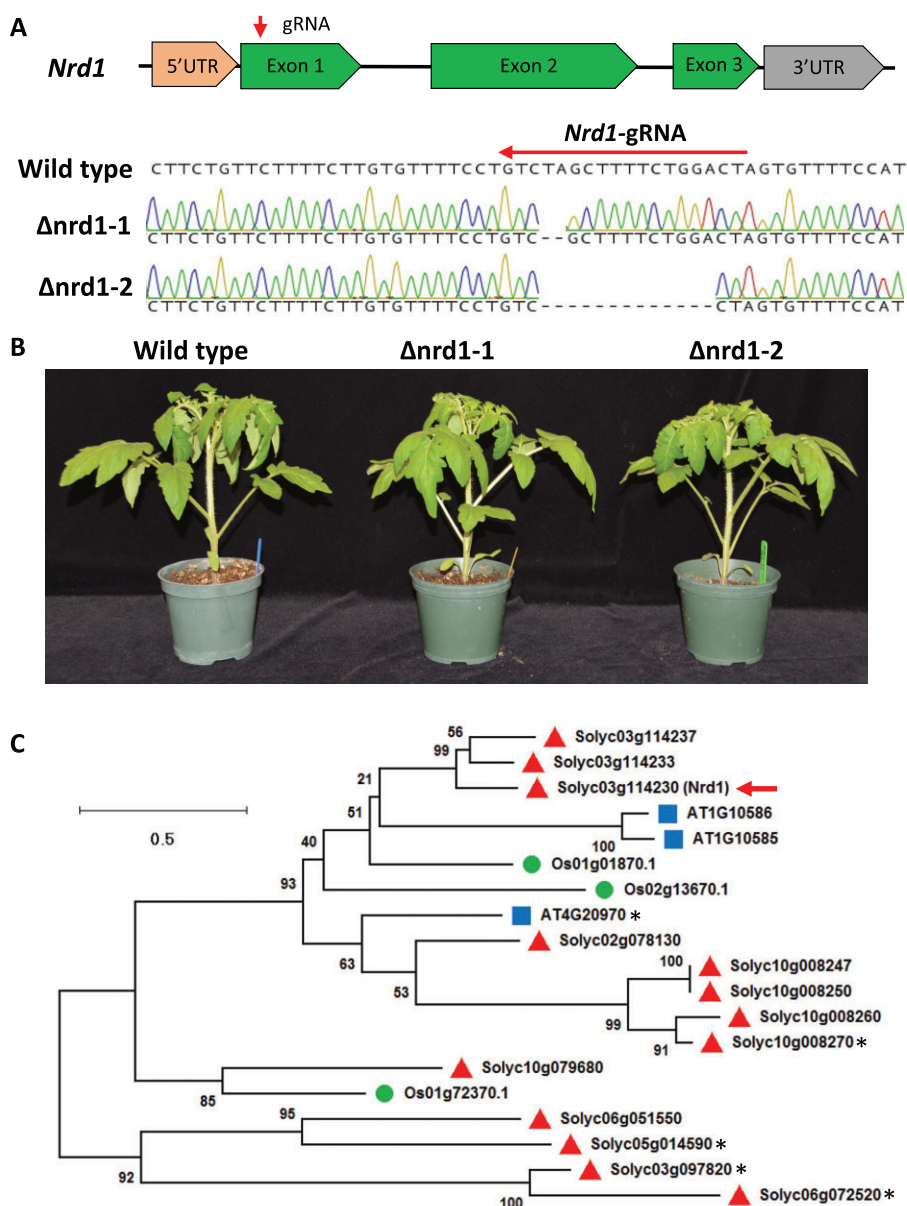 A
gRNA
Nrd1
5'UTR Exon 1 Exon 2 Exon 3 3'UTR
Nrd1-gRNA
Wild type CTTCTGTTCTTTTCTTGTGTTTTCCTGTCTAGCTTTTCTGGACTAGTGTTTTCCAT
Δnrd1-1
CTTCTGTTCTTTTCTTGTGTTTTCCTGTC--GCTTTTCTGGACTAGTGTTTTCCAT
Δnrd1-2
CTTCTGTTCTTTTCTTGTGTTTTCCTGTC-------------CTAGTGTTTTCCAT
B
Wild type Δnrd1-1 Δnrd1-2
C
56 Solyc03g114237
99 Solyc03g114233
21 Solyc03g114230 (Nrd1)
0.5
AT1G10586
51 100 AT1G10585
40 Os01g01870.1
93 Os02g13670.1
AT4G20970*
63 Solyc02g078130
100 Solyc10g008247
53 Solyc10g008250
99 Solyc10g008260
91 Solyc10g008270*
Solyc10g079680
85 Os01g72370.1
95 Solyc06g051550
Solyc05g014590*
92 Solyc03g097820*
100 Solyc06g072520*